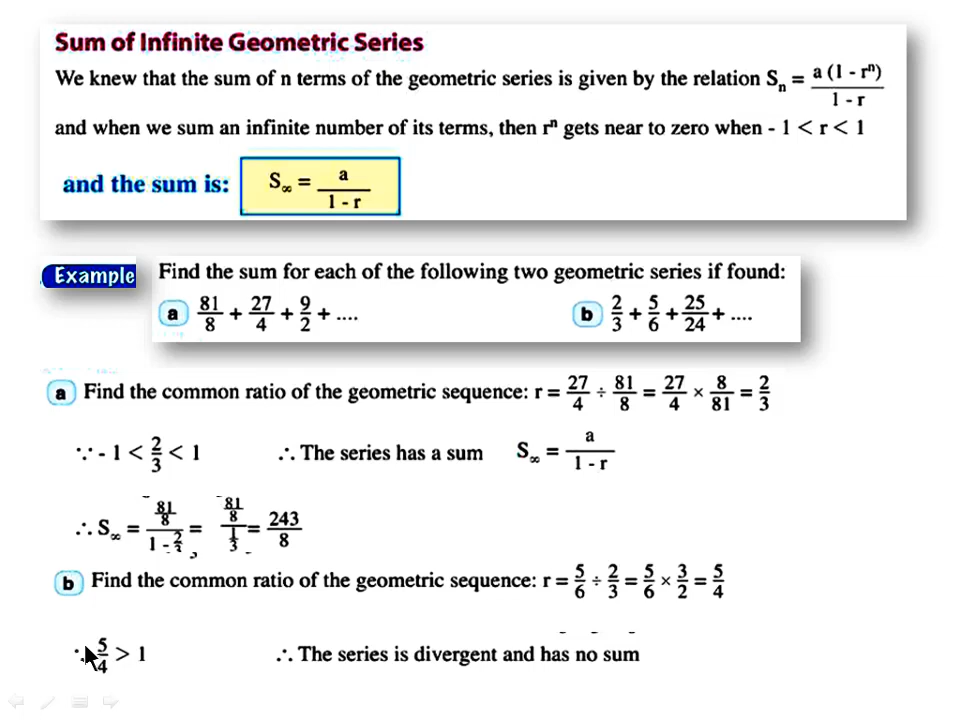 Sum of Infinite Geometric Series
We knew that the sum of n terms of the geometric series is given by the relation Sₙ = a (1 - rⁿ) / 1 - r
and when we sum an infinite number of its terms, then rⁿ gets near to zero when - 1 < r < 1
and the sum is: S∞ = a / 1 - r
Example Find the sum for each of the following two geometric series if found:
a 81/8 + 27/4 + 9/2 + .... b 2/3 + 5/6 + 25/24 + ....
a Find the common ratio of the geometric sequence: r = 27/4 ÷ 81/8 = 27/4 × 8/81 = 2/3
∵ - 1 < 2/3 < 1 ∴ The series has a sum S∞ = a / 1 - r
∴ S∞ = 81/8 / 1 - 2/3 = 81/8 / 1/3 = 243/8
b Find the common ratio of the geometric sequence: r = 5/6 ÷ 2/3 = 5/6 × 3/2 = 5/4
∵ 5/4 > 1 ∴ The series is divergent and has no sum